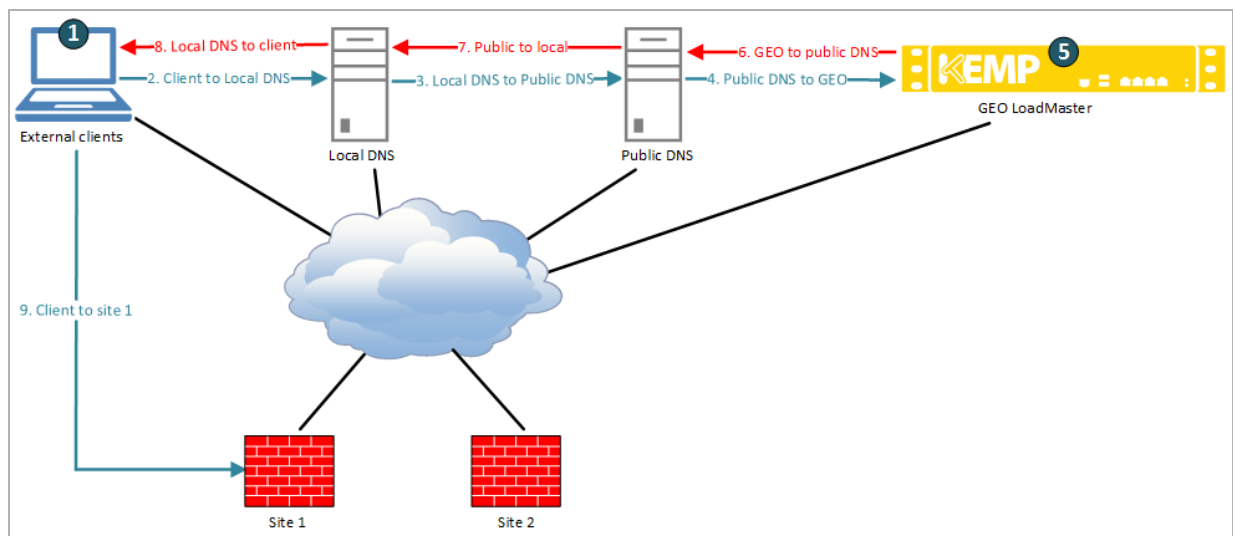 1
8. Local DNS to client
7. Public to local
6. GEO to public DNS
5
2. Client to Local DNS
3. Local DNS to Public DNS
4. Public DNS to GEO
KEMP
External clients
Local DNS
Public DNS
GEO LoadMaster
9. Client to site 1
Site 1
Site 2